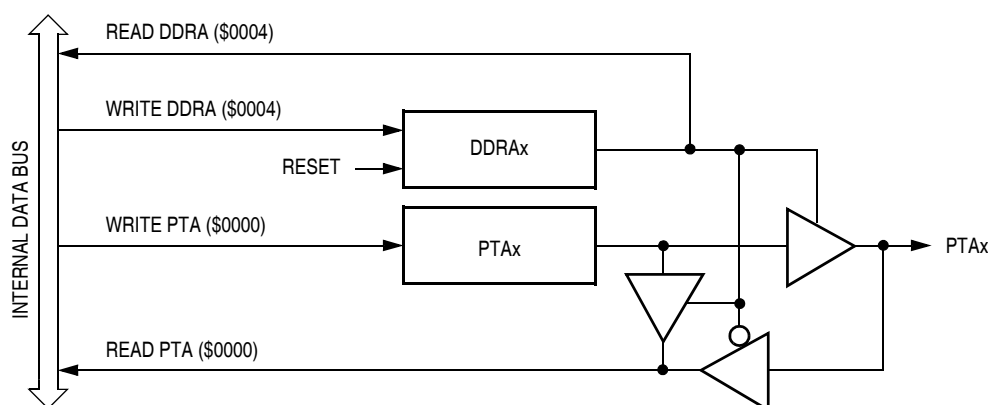 READ DDRA ($0004)
WRITE DDRA ($0004)
DDRAx
RESET
INTERNAL DATA BUS
WRITE PTA ($0000)
PTAx
PTAx
READ PTA ($0000)